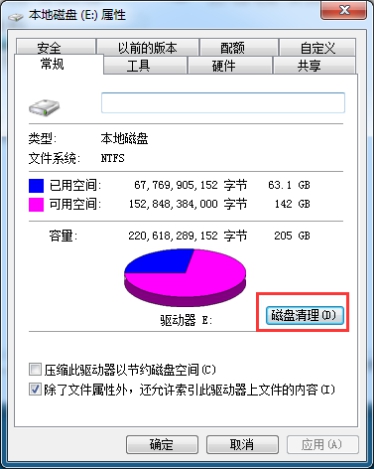 本地磁盘 (E:) 属性
安全 以前的版本 配额 自定义
常规 工具 硬件 共享
类型: 本地磁盘
文件系统: NTFS
已用空间: 67,769,905,152 字节 63.1 GB
可用空间: 152,848,384,000 字节 142 GB
容量: 220,618,289,152 字节 205 GB
驱动器 E: 磁盘清理(D)
压缩此驱动器以节约磁盘空间(C)
除了文件属性外，还允许索引此驱动器上文件的内容(I)
确定 取消 应用(A)